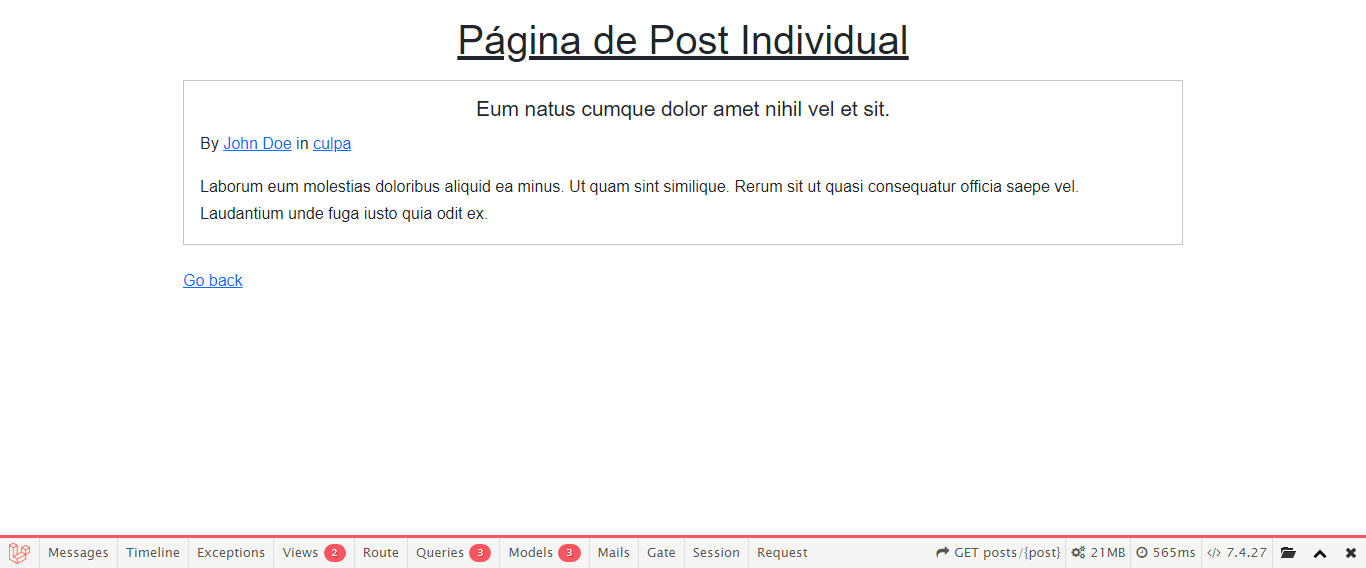 Página de Post Individual
Eum natus cumque dolor amet nihil vel et sit.
By John Doe in culpa
Laborum eum molestias doloribus aliquid ea minus. Ut quam sint similique. Rerum sit ut quasi consequatur officia saepe vel.
Laudantium unde fuga iusto quia odit ex.
Go back
Messages Timeline Exceptions Views 2 Route Queries 3 Models 3 Mails Gate Session Request GET posts/{post} 21MB 565ms 7.4.27